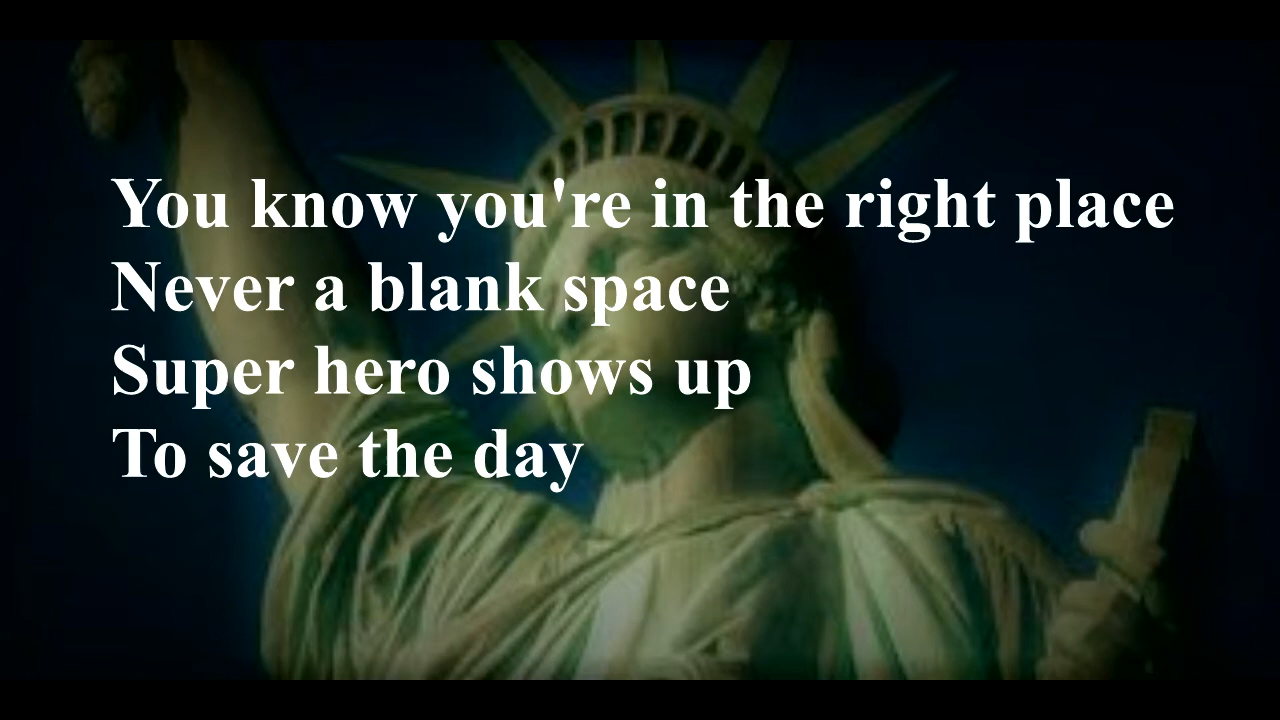 You know you're in the right place
Never a blank space
Super hero shows up
To save the day